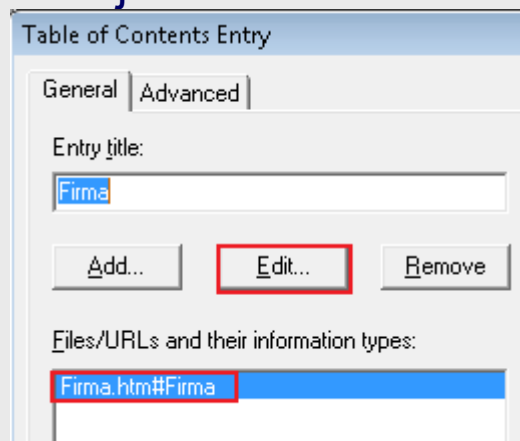 Table of Contents Entry
General Advanced
Entry title:
Firma
Add... Edit... Remove
Files/URLs and their information types:
Firma.htm#Firma